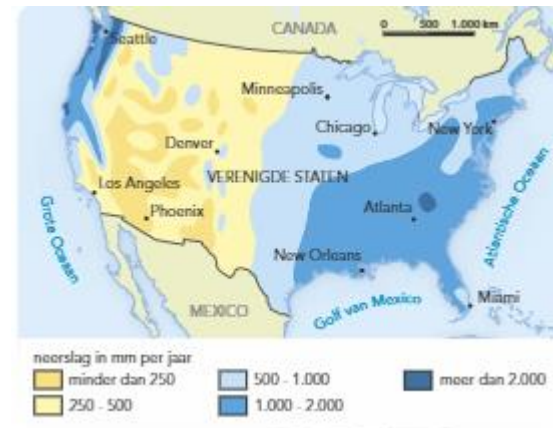 CANADA
0 500 1.000 km
Seattle
Minneapolis
Chicago
New York
Denver
VERENIGDE STATEN
Los Angeles
Phoenix
Atlanta
New Orleans
Miami
MEXICO
Grote Oceaan
Golf van Mexico
Atlantische Oceaan
neerslag in mm per jaar
minder dan 250
500 - 1.000
meer dan 2.000
250 - 500
1.000 - 2.000